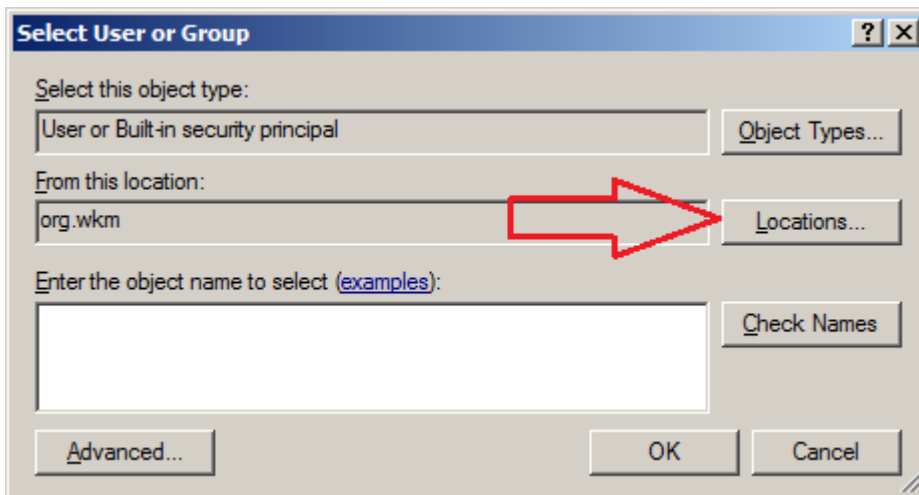 Select User or Group
Select this object type:
User or Built-in security principal
Object Types...
From this location:
org.wkm
Locations...
Enter the object name to select (examples):
Check Names
Advanced...
OK
Cancel